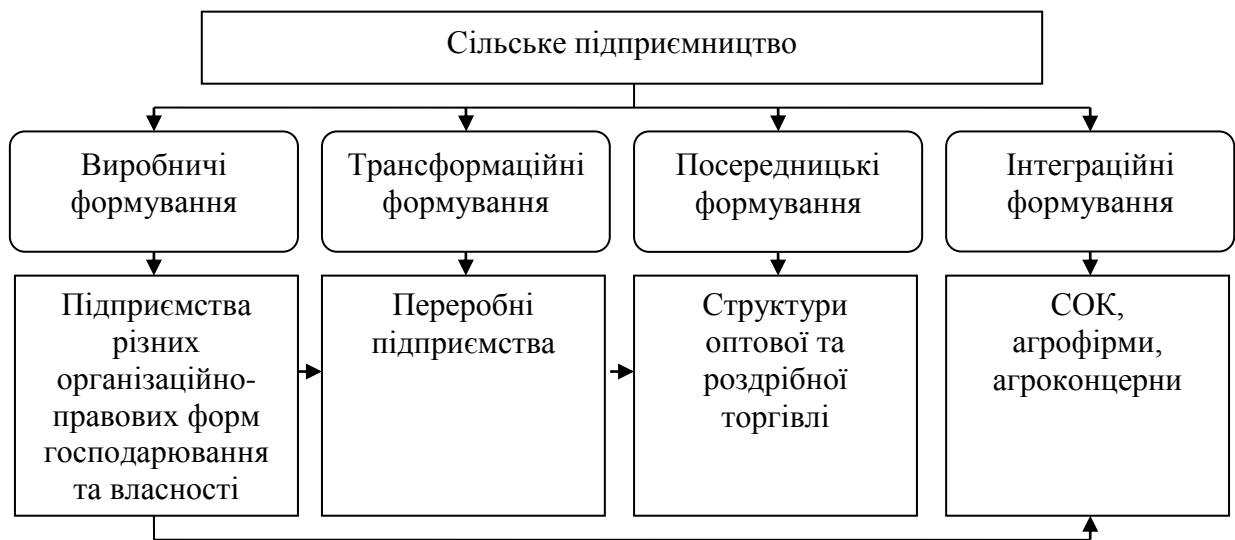 Сільське підприємництво
Виробничі
формування
Трансформаційні
формування
Посередницькі
формування
Інтеграційні
формування
Підприємства
різних
організаційно-
правових форм
господарювання
та власності
Переробні
підприємства
Структури
оптової та
роздрібної
торгівлі
СОК,
агрофірми,
агроконцерни